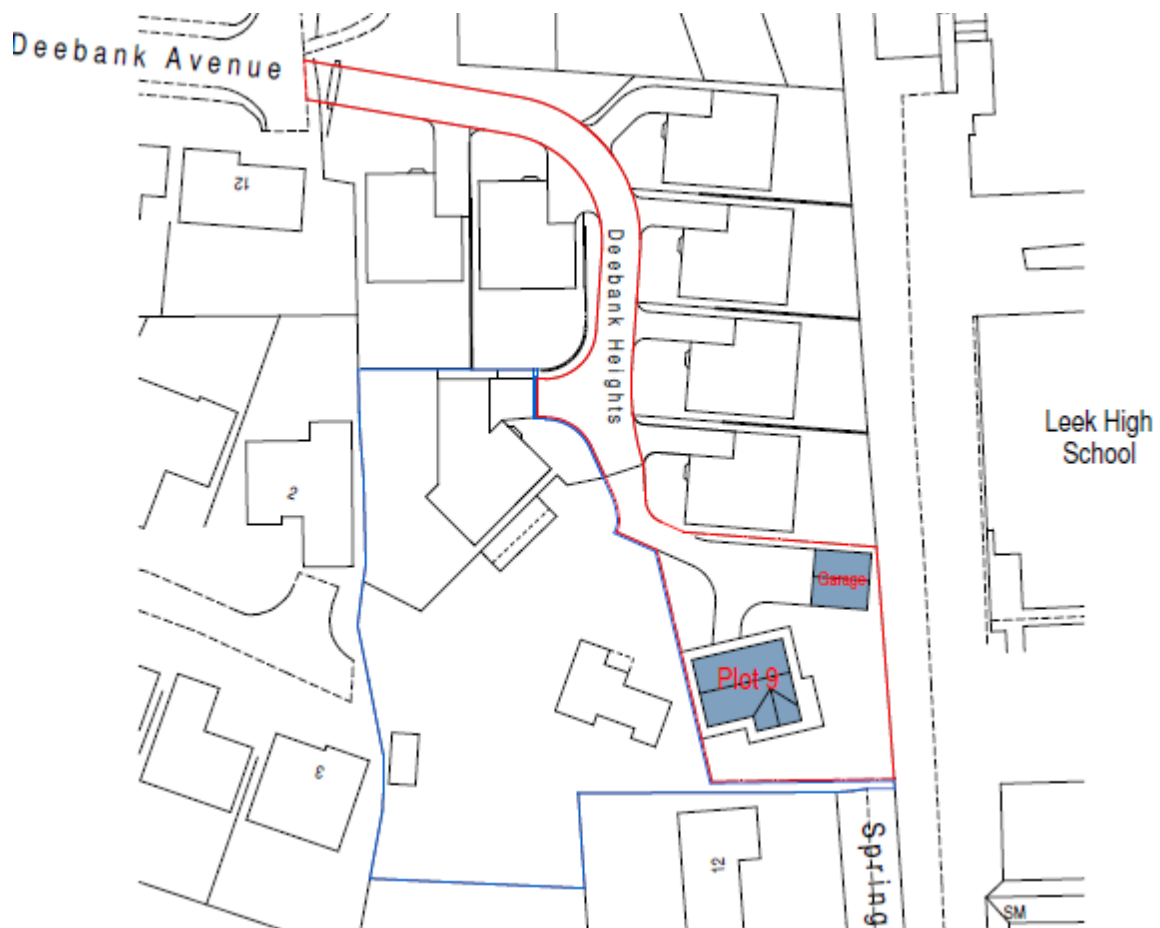 Deebank Avenue
12
Deebank Heights
Leek High
School
2
Garage
Plot 9
3
12
Spring
SM